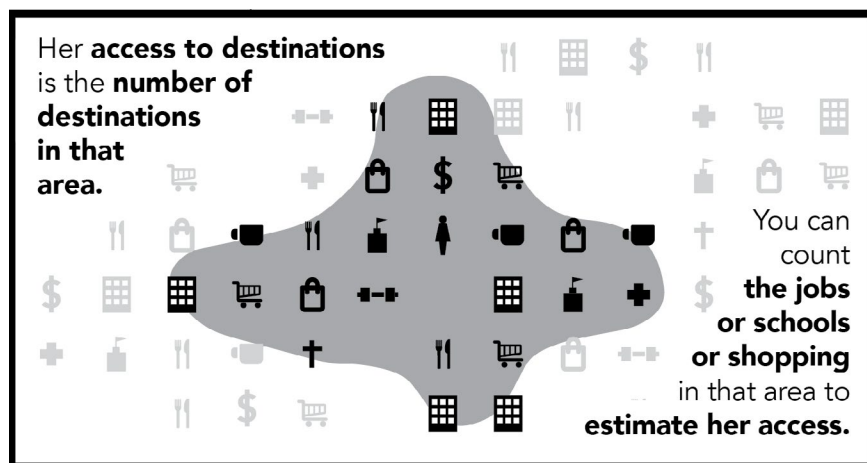 Her access to destinations
is the number of
destinations
in that
area.
You can
count
the jobs
or schools
or shopping
in that area to
estimate her access.